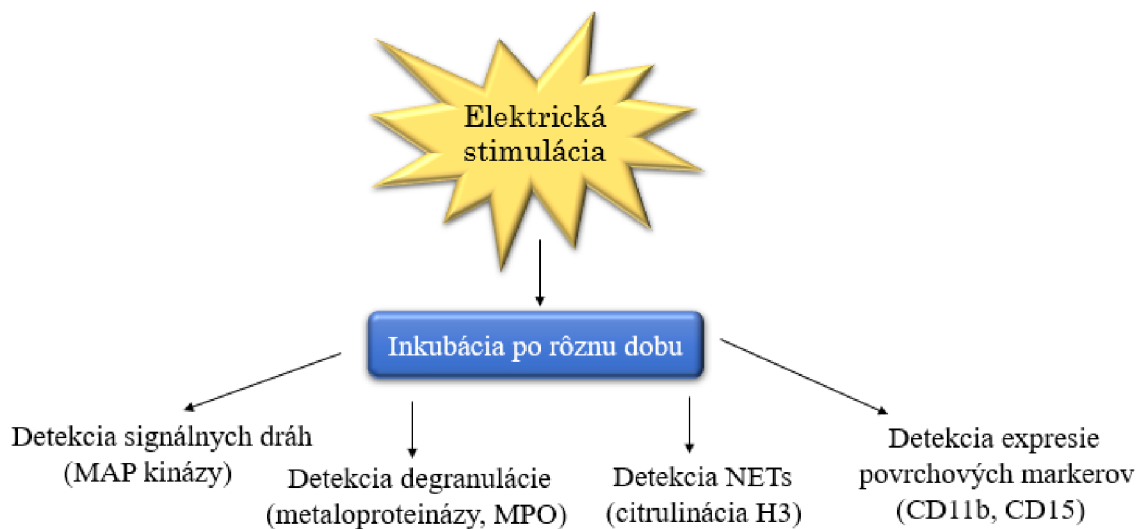 Elektrická
stimulácia
Inkubácia po rôznu dobu
Detekcia signálnych dráh
(MAP kinázy)
Detekcia degranulácie
(metaloproteinázy, MPO)
Detekcia NETs
(citrulinácia H3)
Detekcia expresie
povrchových markerov
(CD11b, CD15)